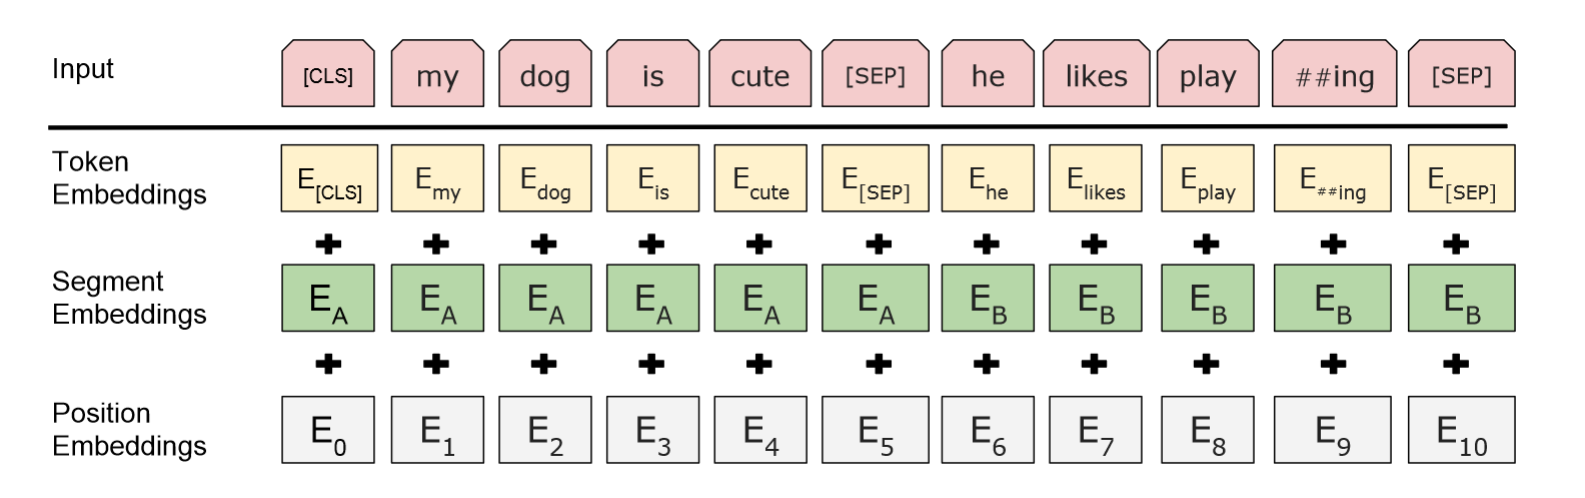 Input [CLS] my dog is cute [SEP] he likes play ##ing [SEP]
Token
Embeddings E[CLS] Emy Edog Eis Ecute E[SEP] Ehe Elikes Eplay E##ing E[SEP]
+ + + + + + + + + + +
Segment
Embeddings EA EA EA EA EA EA EB EB EB EB EB
+ + + + + + + + + + +
Position
Embeddings E0 E1 E2 E3 E4 E5 E6 E7 E8 E9 E10